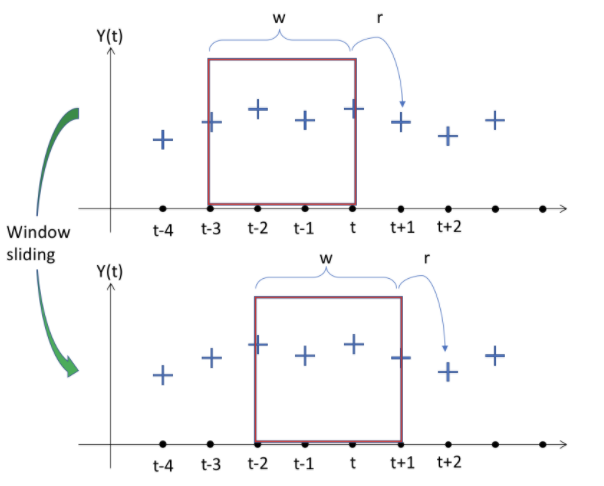 w r
Y(t)
t-4 t-3 t-2 t-1 t t+1 t+2
Window
sliding
w r
Y(t)
t-4 t-3 t-2 t-1 t t+1 t+2